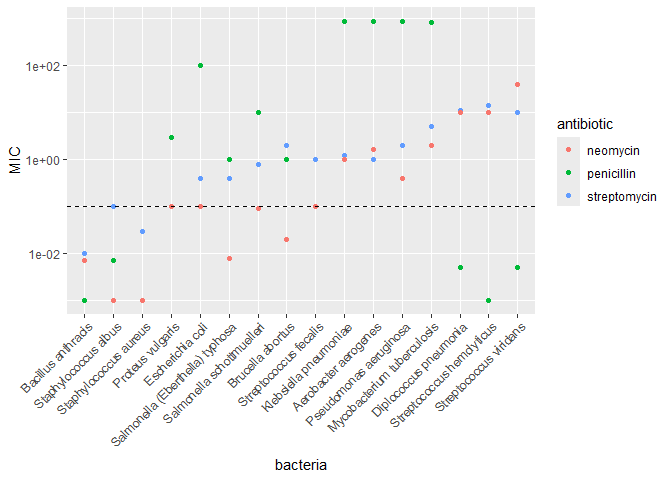 MIC
1e+02
1e+00
1e-02
Bacillus anthracis
Staphylococcus albus
Staphylococcus aureus
Proteus vulgaris
Escherichia coli
Salmonella (Eberthella) typhosa
Salmonella schottmuelleri
Brucella abortus
Streptococcus fecalis
Klebsiella pneumoniae
Aerobacter aerogenes
Pseudomonas aeruginosa
Mycobacterium tuberculosis
Diplococcus pneumonia
Streptococcus hemolyticus
Streptococcus viridans
bacteria
antibiotic
neomycin
penicillin
streptomycin